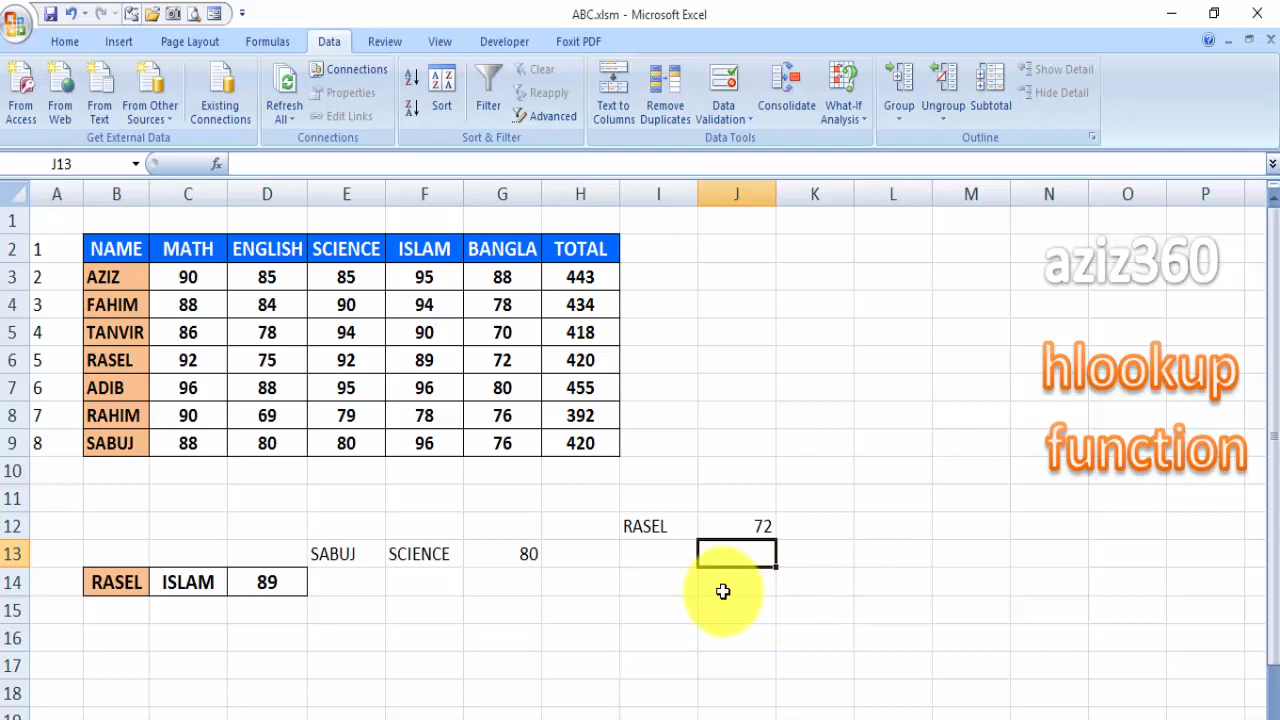 ABC.xlsm - Microsoft Excel
Home Insert Page Layout Formulas Data Review View Developer Foxit PDF
From Access
From Web
From Text
From Other Sources
Existing Connections
Get External Data
Refresh All
Connections
Properties
Edit Links
Connections
Sort
Filter
Clear
Reapply
Advanced
Sort & Filter
Text to Columns
Remove Duplicates
Data Validation
Consolidate
What-If Analysis
Data Tools
Group
Ungroup
Subtotal
Show Detail
Hide Detail
Outline
J13 fx
A B C D E F G H I J K L M N O P
1
2 1 NAME MATH ENGLISH SCIENCE ISLAM BANGLA TOTAL
3 2 AZIZ 90 85 85 95 88 443
4 3 FAHIM 88 84 90 94 78 434
5 4 TANVIR 86 78 94 90 70 418
6 5 RASEL 92 75 92 89 72 420
7 6 ADIB 96 88 95 96 80 455
8 7 RAHIM 90 69 79 78 76 392
9 8 SABUJ 88 80 80 96 76 420
10
11
12 RASEL 72
13 SABUJ SCIENCE 80
14 RASEL ISLAM 89
15
16
17
18
aziz360
hlookup
function